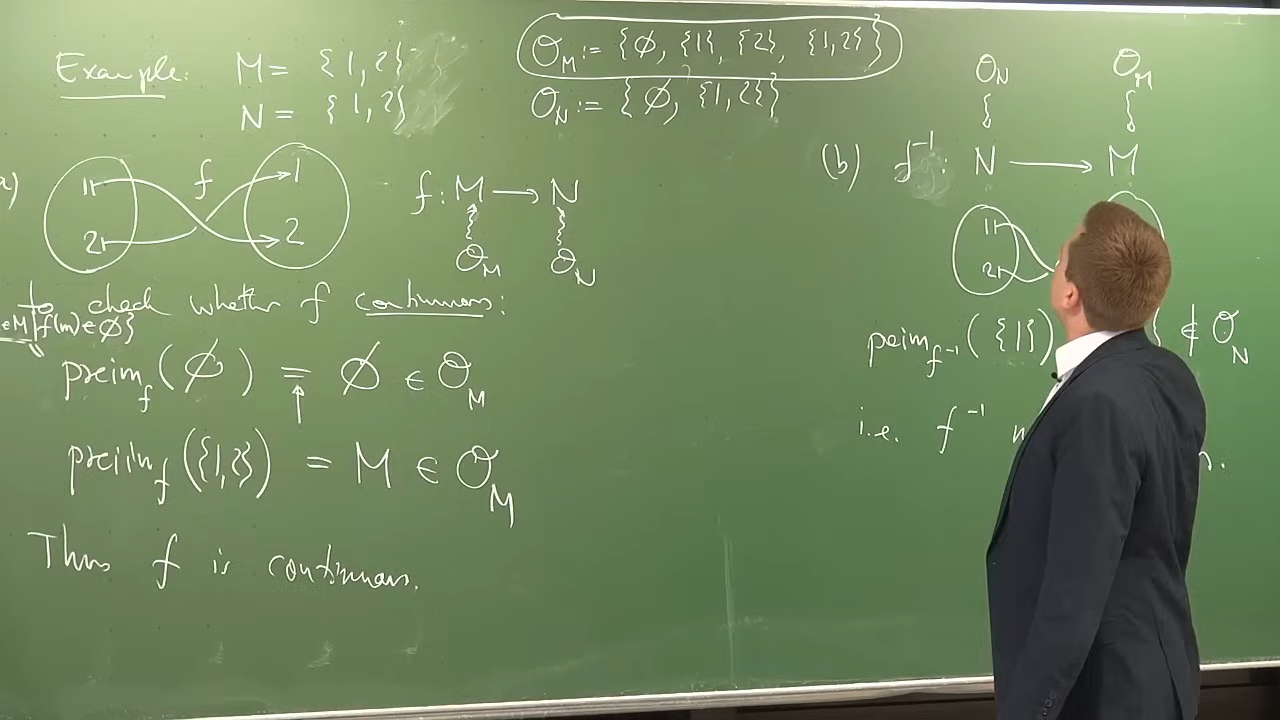 Example: M = {1,2}
N = {1,2}
O_M := {∅, {1}, {2}, {1,2}}
O_N := {∅, {1,2}}
a)
1 f 1
2 2
f: M → N
O_M O_N
to check whether f continuous:
∈M | f(m) ∈ ∅}
preim_f(∅) = ∅ ∈ O_M
preim_f({1,2}) = M ∈ O_M
Thus f is continuous.
O_N O_M
(b) f⁻¹: N → M
1
2
preim_f⁻¹({1}) } ∉ O_N
i.e. f⁻¹